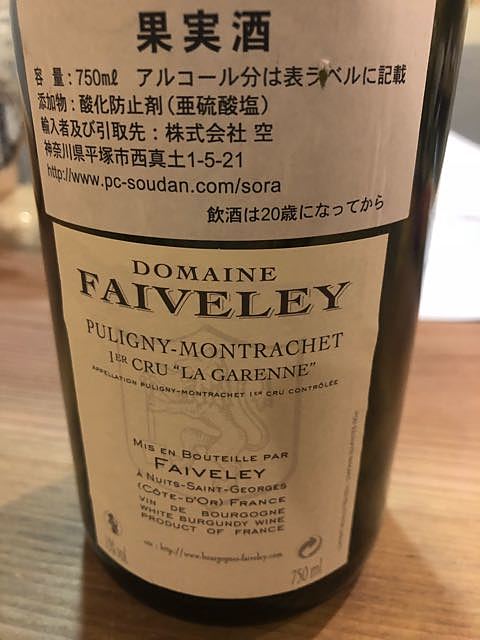 果実酒
容 量：750㎖ アルコール分は表ラベルに記載
添加物：酸化防止剤（亜硫酸塩）
輸入者及び引取先：株式会社 空
神奈川県平塚市西真土1-5-21
http://www.pc-soudan.com/sora
飲酒は20歳になってから
DOMAINE
FAIVELEY
PULIGNY-MONTRACHET
1ER CRU "LA GARENNE"
APPELLATION PULIGNY-MONTRACHET 1ER CRU CONTRÔLÉE
MIS EN BOUTEILLE PAR
FAIVELEY
À NUITS-SAINT-GEORGES
(CÔTE-D'OR) FRANCE
VIN DE BOURGOGNE
WHITE BURGUNDY WINE
PRODUCT OF FRANCE
site : http://www.bourgognes-faiveley.com
750 ml